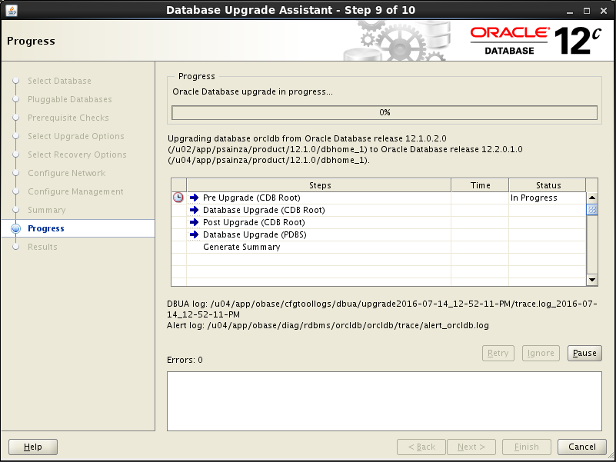 Database Upgrade Assistant - Step 9 of 10
Progress
ORACLE
DATABASE
12c
Select Database
Pluggable Databases
Prerequisite Checks
Select Upgrade Options
Select Recovery Options
Configure Network
Configure Management
Summary
Progress
Results
Progress
Oracle Database upgrade in progress...
0%
Upgrading database orcldb from Oracle Database release 12.1.0.2.0
(/u02/app/psainza/product/12.1.0/dbhome_1) to Oracle Database release 12.2.0.1.0
(/u04/app/psainza/product/12.1.0/dbhome_1).
Steps Time Status
Pre Upgrade (CDB Root) In Progress
Database Upgrade (CDB Root)
Post Upgrade (CDB Root)
Database Upgrade (PDBS)
Generate Summary
DBUA log: /u04/app/obase/cfgtoollogs/dbua/upgrade2016-07-14_12-52-11-PM/trace.log_2016-07-
14_12-52-11-PM
Alert log: /u04/app/obase/diag/rdbms/orcldb/orcldb/trace/alert_orcldb.log
Retry Ignore Pause
Errors: 0
Help < Back Next > Finish Cancel